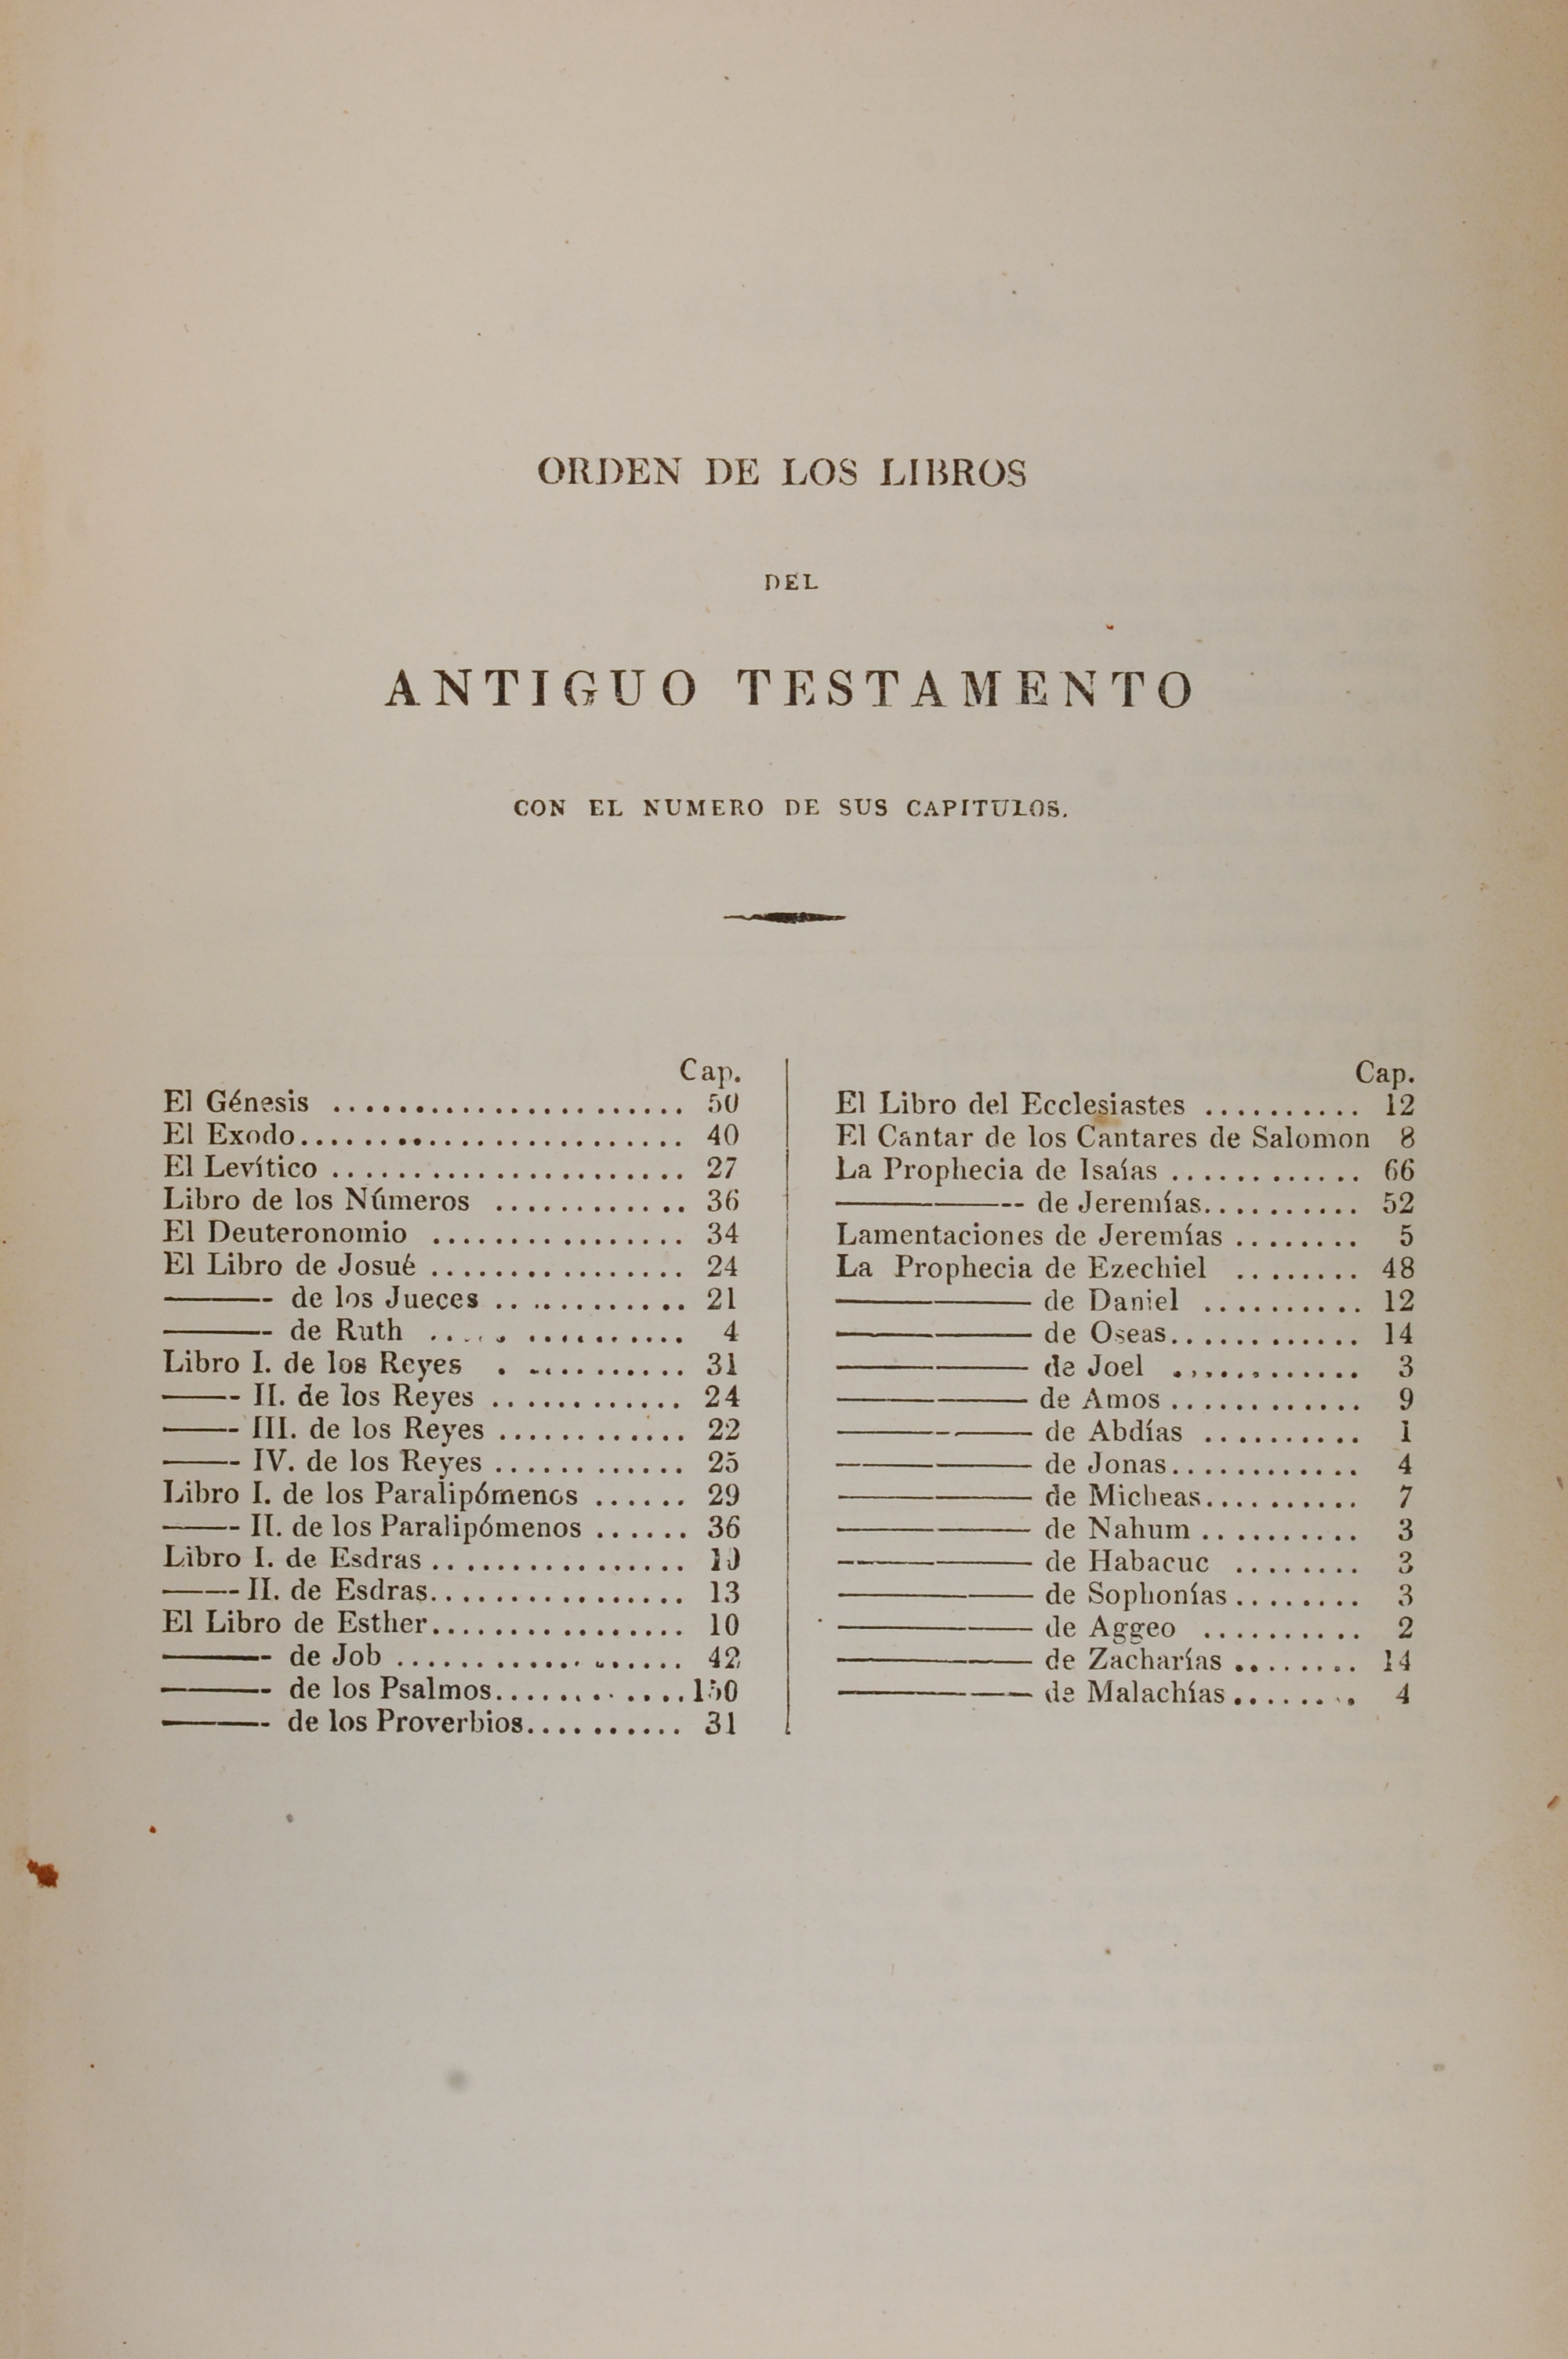 ORDEN DE LOS LIBROS
DEL
ANTIGUO TESTAMENTO
CON EL NUMERO DE SUS CAPITULOS.
Cap.
El Génesis ...................... 50
El Exodo........................ 40
El Levítico ...................... 27
Libro de los Números ............ 36
El Deuteronomio ................ 34
El Libro de Josué ................ 24
———- de los Jueces ............ 21
———- de Ruth ............... 4
Libro I. de los Reyes ........... 31
——- II. de los Reyes ............ 24
——- III. de los Reyes ............ 22
——- IV. de los Reyes ............ 25
Libro I. de los Paralipómenos ...... 29
——- II. de los Paralipómenos ...... 36
Libro I. de Esdras ................ 10
——- II. de Esdras................ 13
El Libro de Esther................ 10
———- de Job .................. 42
———- de los Psalmos............ 150
———- de los Proverbios.......... 31
Cap.
El Libro del Ecclesiastes .......... 12
El Cantar de los Cantares de Salomon 8
La Prophecia de Isaías ............ 66
—————-- de Jeremías.......... 52
Lamentaciones de Jeremías ........ 5
La Prophecia de Ezechiel ........ 48
—————— de Daniel .......... 12
—————— de Oseas............ 14
—————— de Joel ............ 3
—————— de Amos ............ 9
—————— de Abdías .......... 1
—————— de Jonas............ 4
—————— de Micheas.......... 7
—————— de Nahum .......... 3
—————— de Habacuc ........ 3
—————— de Sophonías ........ 3
—————— de Aggeo .......... 2
—————— de Zacharías ........ 14
—————— de Malachías ........ 4